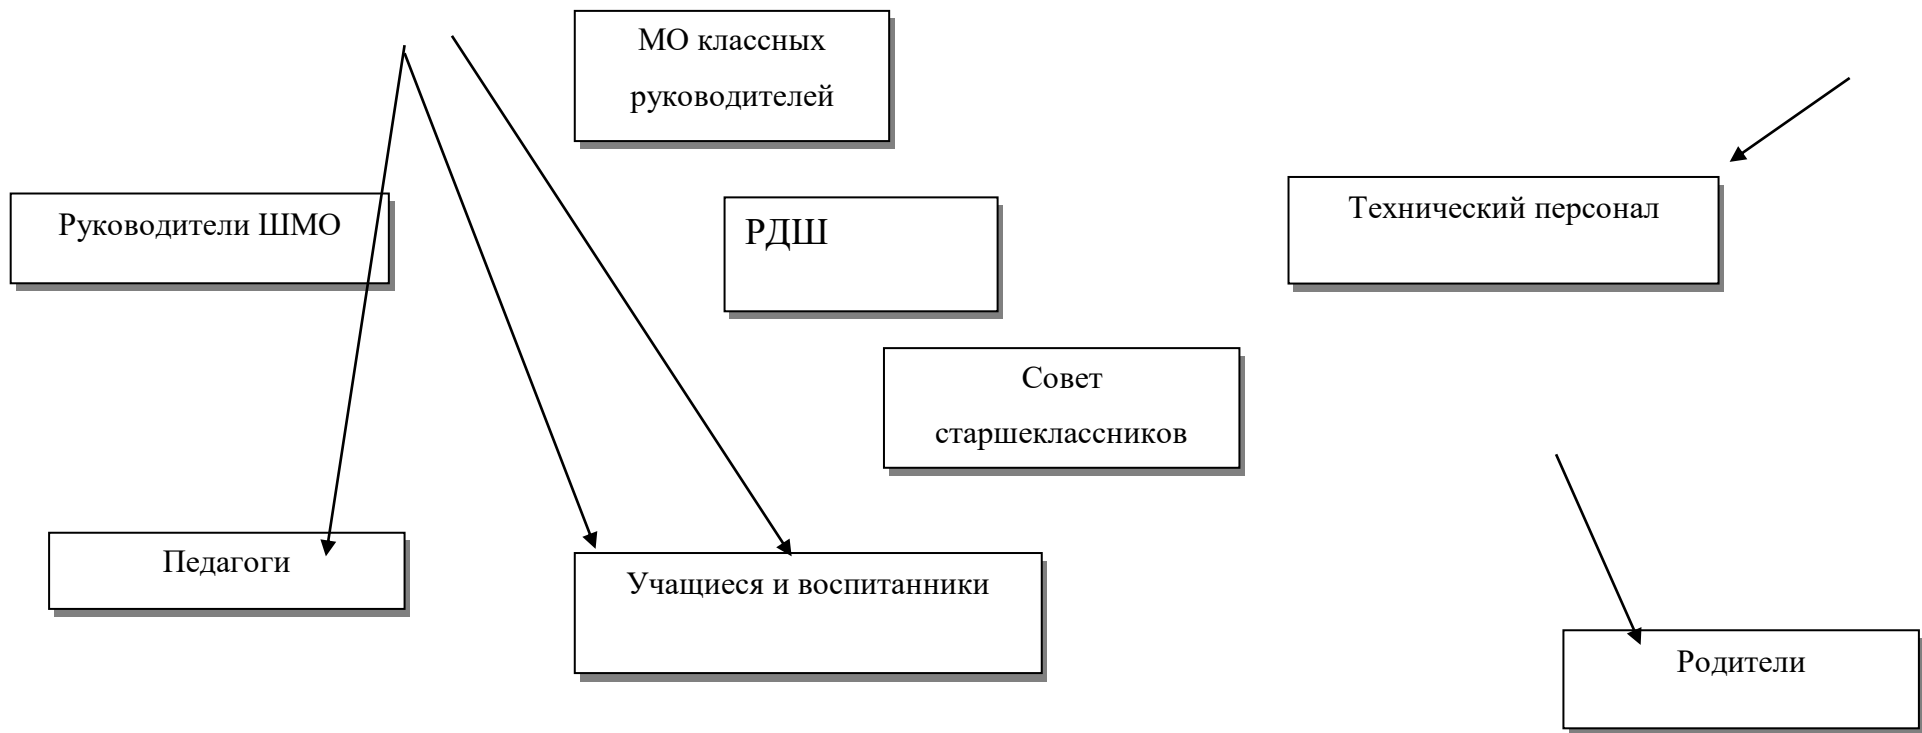 МО классных
руководителей
Руководители ШМО
РДШ
Технический персонал
Совет
старшеклассников
Педагоги
Учащиеся и воспитанники
Родители